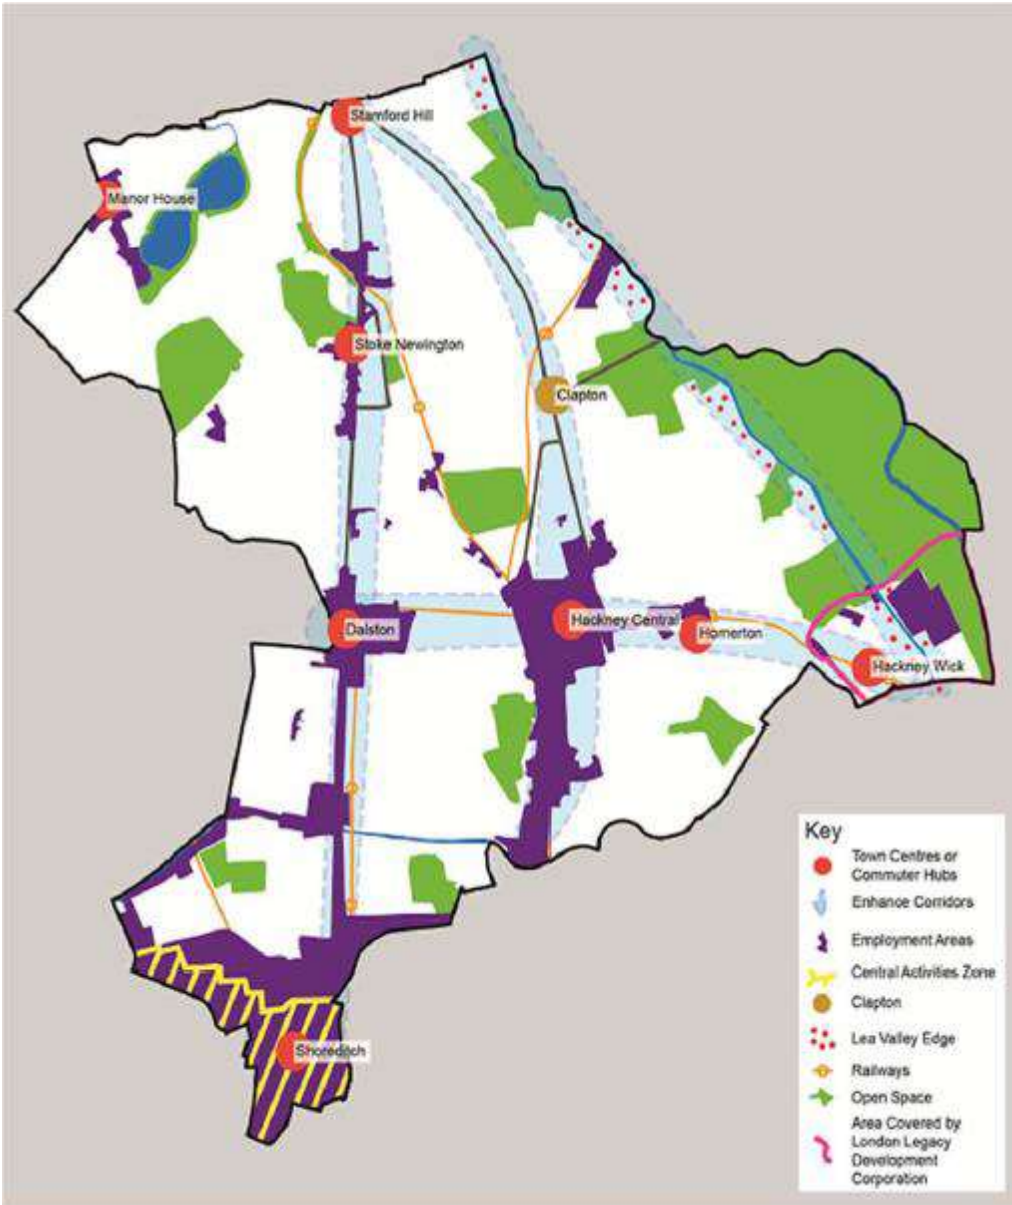 Stamford Hill
Manor House
Stoke Newington
Clapton
Dalston
Hackney Central
Homerton
Hackney Wick
Shoreditch
Key
Town Centres or
Commuter Hubs
Enhance Corridors
Employment Areas
Central Activities Zone
Clapton
Lea Valley Edge
Railways
Open Space
Area Covered by
London Legacy
Development
Corporation